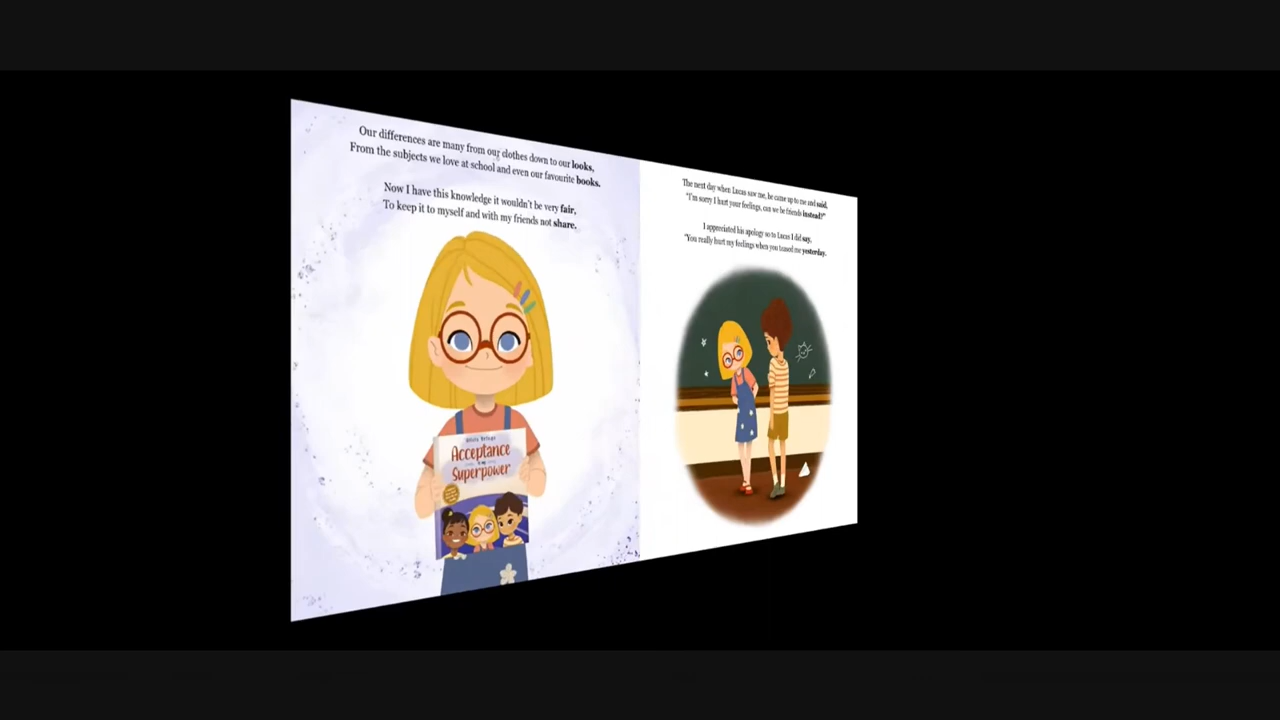 Our differences are many from our clothes down to our looks,
From the subjects we love at school and even our favourite books.
Now I have this knowledge it wouldn't be very fair,
To keep it to myself and with my friends not share.
Acceptance
Superpower
The next day when Lucas saw me, he came up to me and said,
"I'm sorry I hurt your feelings, can we be friends instead?"
I appreciated his apology so to Lucas I did say,
"You really hurt my feelings when you teased me yesterday.